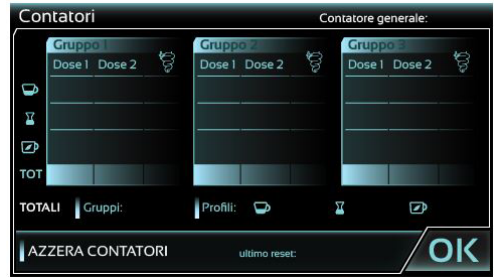 Contatori Contatore generale:
Gruppo 1 Gruppo 2 Gruppo 3
Dose 1 Dose 2 Dose 1 Dose 2 Dose 1 Dose 2
TOT
TOTALI Gruppi: Profili:
AZZERA CONTATORI ultimo reset: OK